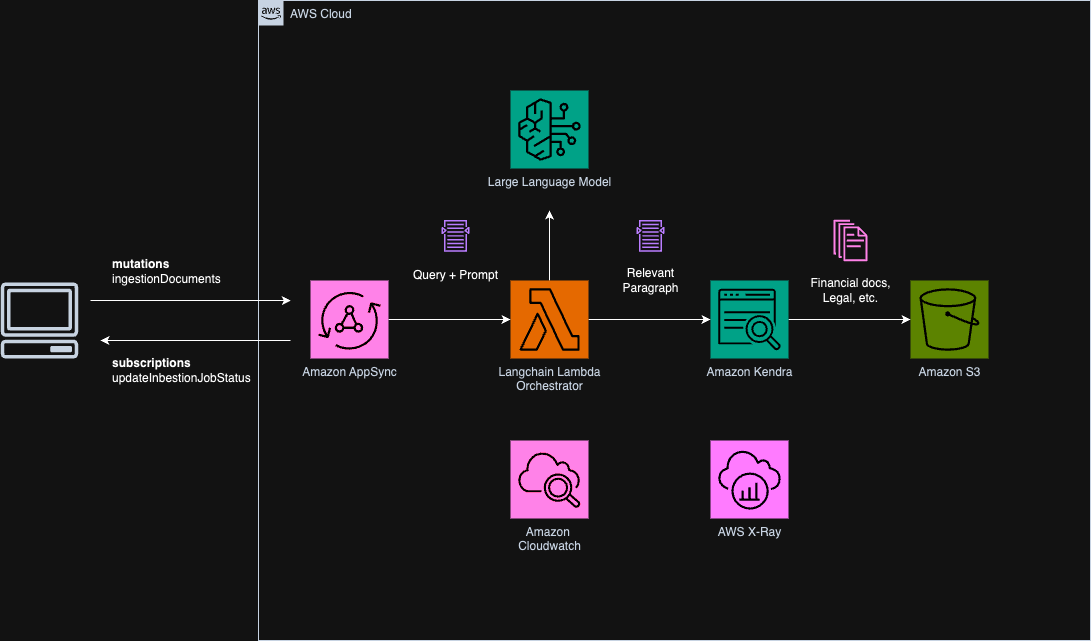 aws
AWS Cloud
Large Language Model
mutations
ingestionDocuments
Query + Prompt
Relevant
Paragraph
Financial docs,
Legal, etc.
subscriptions
updateInbestionJobStatus
Amazon AppSync
Langchain Lambda
Orchestrator
Amazon Kendra
Amazon S3
Amazon
Cloudwatch
AWS X-Ray